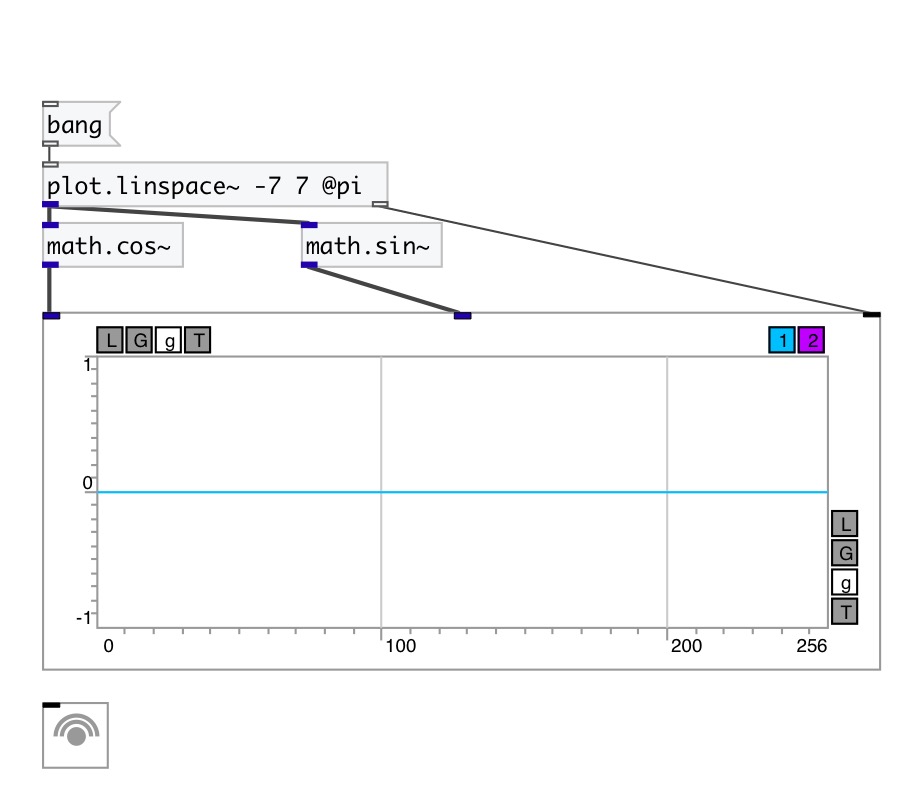 bang
plot.linspace~ -7 7 @pi
math.cos~ math.sin~
L G g T 1 2
1
0
L
G
g
-1 T
0 100 200 256